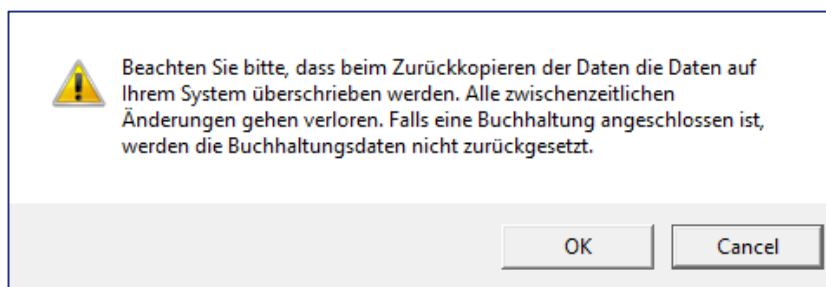 Beachten Sie bitte, dass beim Zurückkopieren der Daten die Daten auf
Ihrem System überschrieben werden. Alle zwischenzeitlichen
Änderungen gehen verloren. Falls eine Buchhaltung angeschlossen ist,
werden die Buchhaltungsdaten nicht zurückgesetzt.
OK
Cancel